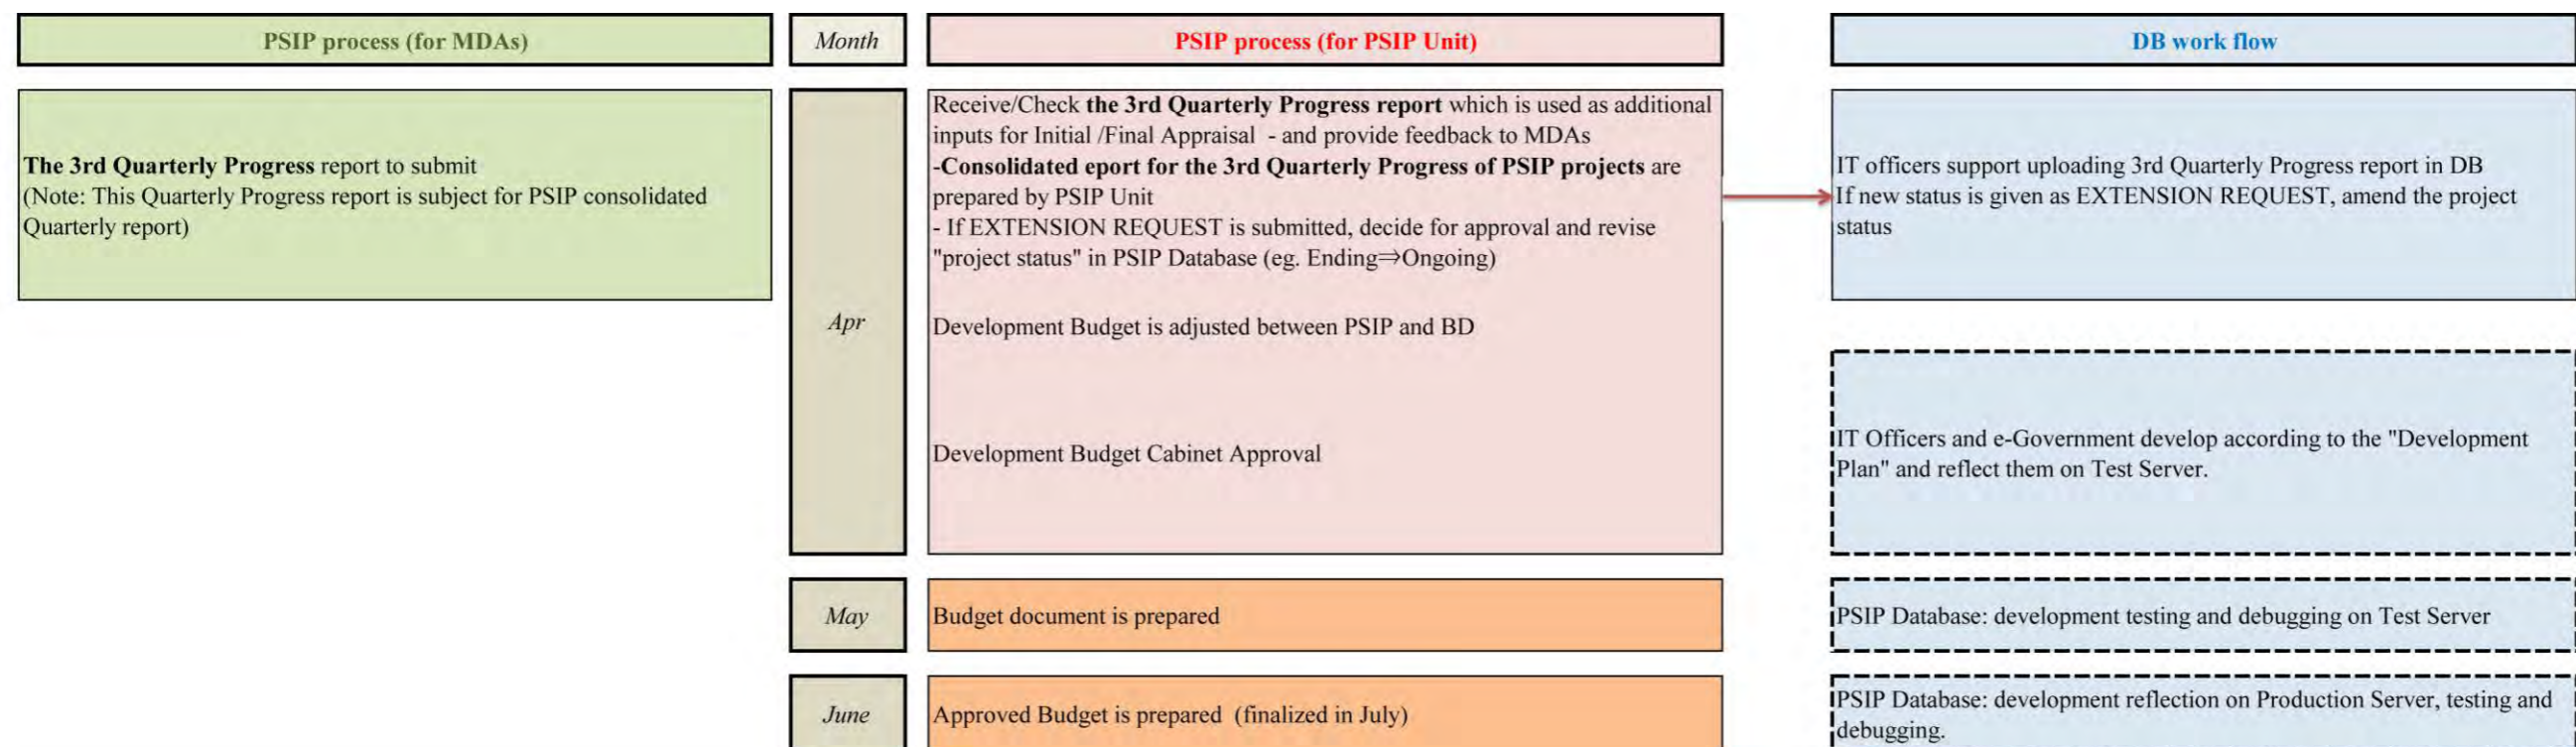 PSIP process (for MDAs)
Month
PSIP process (for PSIP Unit)
DB work flow
The 3rd Quarterly Progress report to submit
(Note: This Quarterly Progress report is subject for PSIP consolidated
Quarterly report)
Apr
Receive/Check the 3rd Quarterly Progress report which is used as additional
inputs for Initial /Final Appraisal - and provide feedback to MDAs
-Consolidated eport for the 3rd Quarterly Progress of PSIP projects are
prepared by PSIP Unit
- If EXTENSION REQUEST is submitted, decide for approval and revise
"project status" in PSIP Database (eg. Ending⇒Ongoing)
Development Budget is adjusted between PSIP and BD
Development Budget Cabinet Approval
IT officers support uploading 3rd Quarterly Progress report in DB
If new status is given as EXTENSION REQUEST, amend the project
status
IT Officers and e-Government develop according to the "Development
Plan" and reflect them on Test Server.
May
Budget document is prepared
PSIP Database: development testing and debugging on Test Server
June
Approved Budget is prepared (finalized in July)
PSIP Database: development reflection on Production Server, testing and
debugging.